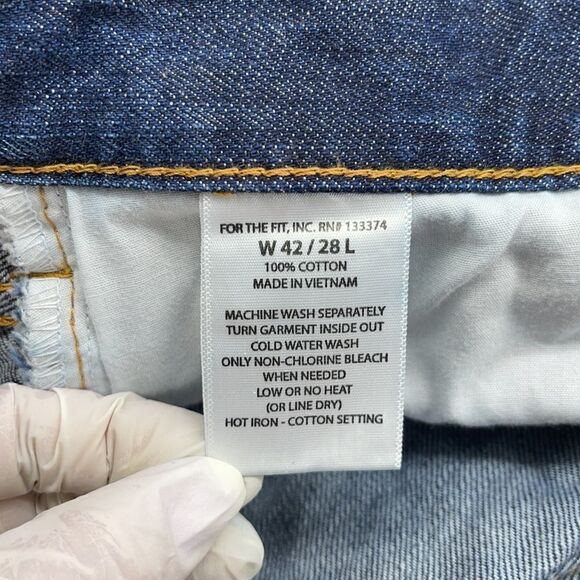 FOR THE FIT, INC. RN# 133374
W 42 / 28 L
100% COTTON
MADE IN VIETNAM
MACHINE WASH SEPARATELY
TURN GARMENT INSIDE OUT
COLD WATER WASH
ONLY NON-CHLORINE BLEACH
WHEN NEEDED
LOW OR NO HEAT
(OR LINE DRY)
HOT IRON - COTTON SETTING